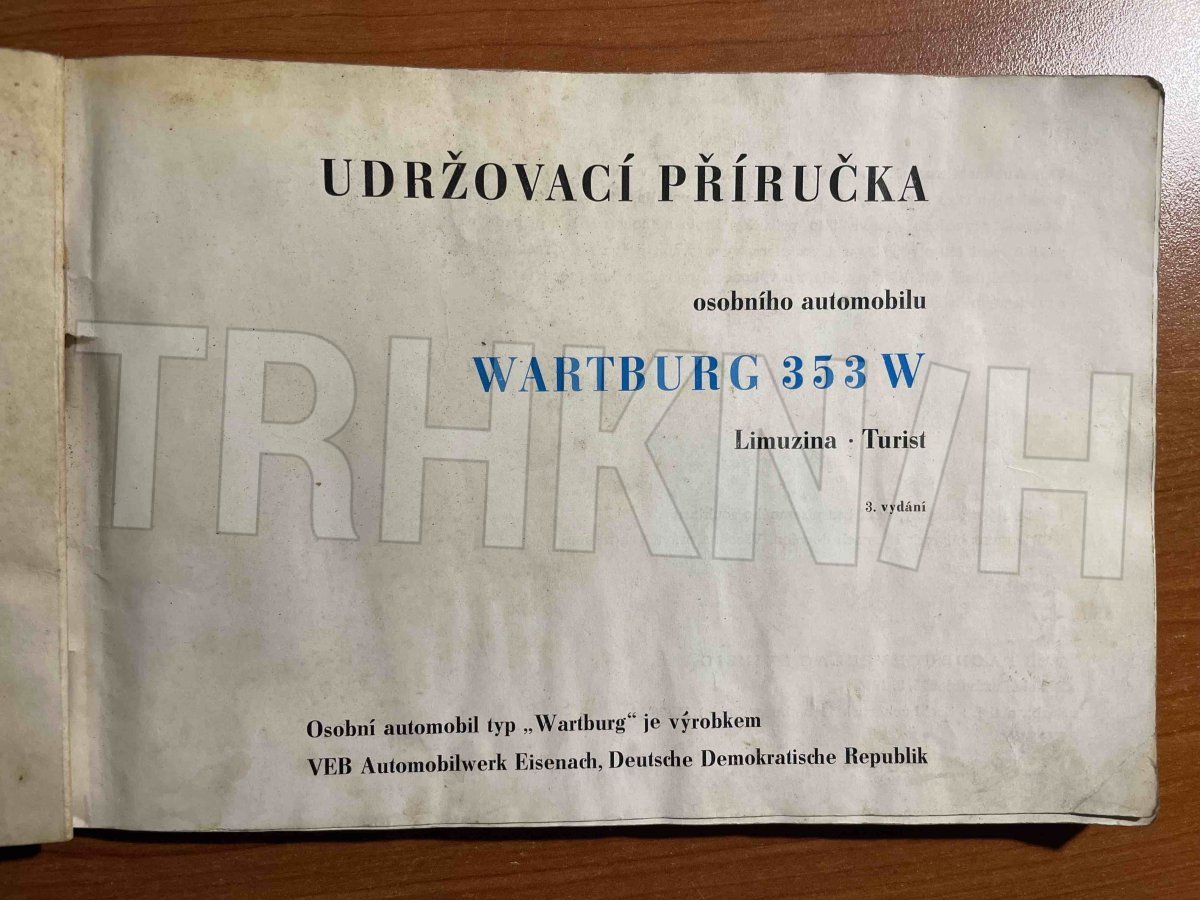 UDRŽOVACÍ PŘÍRUČKA
osobního automobilu
WARTBURG 353 W
Limuzina · Turist
3. vydání
TRHKNIH
Osobní automobil typ „Wartburg“ je výrobkem
VEB Automobilwerk Eisenach, Deutsche Demokratische Republik